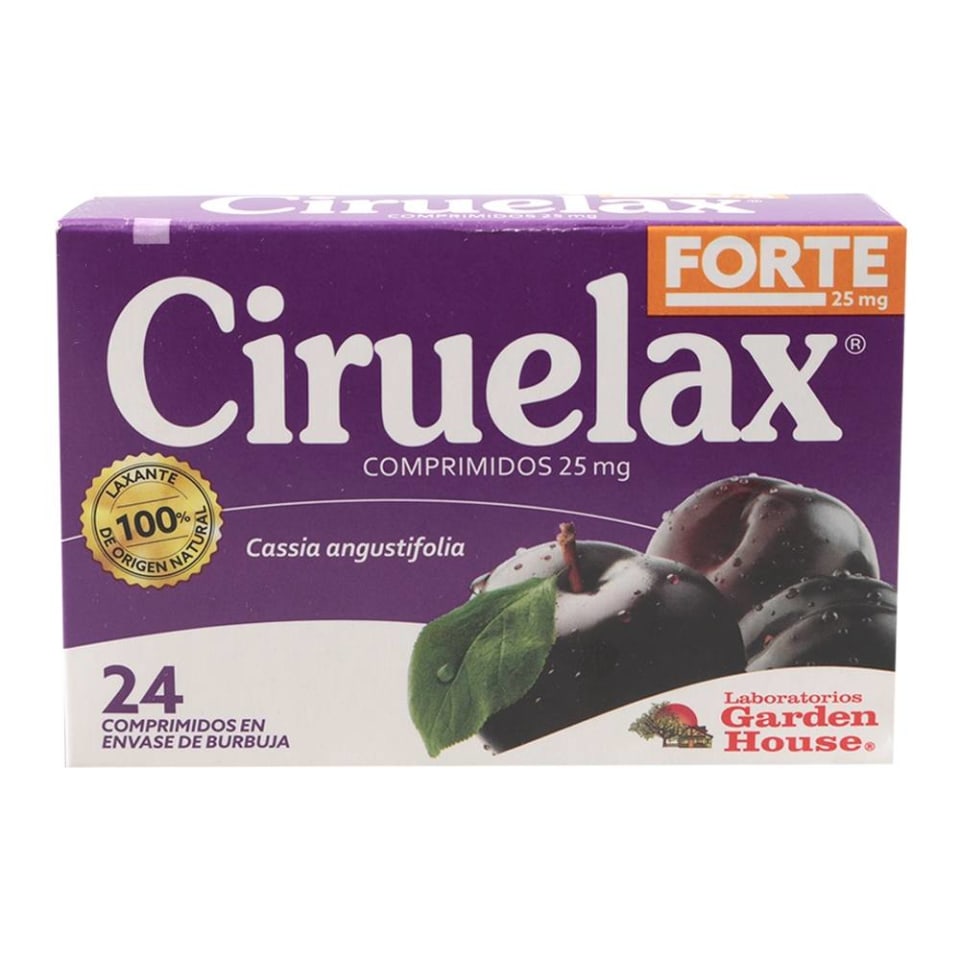 Ciruelax®
COMPRIMIDOS 25 mg
FORTE
25 mg
Ciruelax®
COMPRIMIDOS 25 mg
LAXANTE
100%
DE ORIGEN NATURAL
Cassia angustifolia
24
COMPRIMIDOS EN
ENVASE DE BURBUJA
Laboratorios
Garden
House®